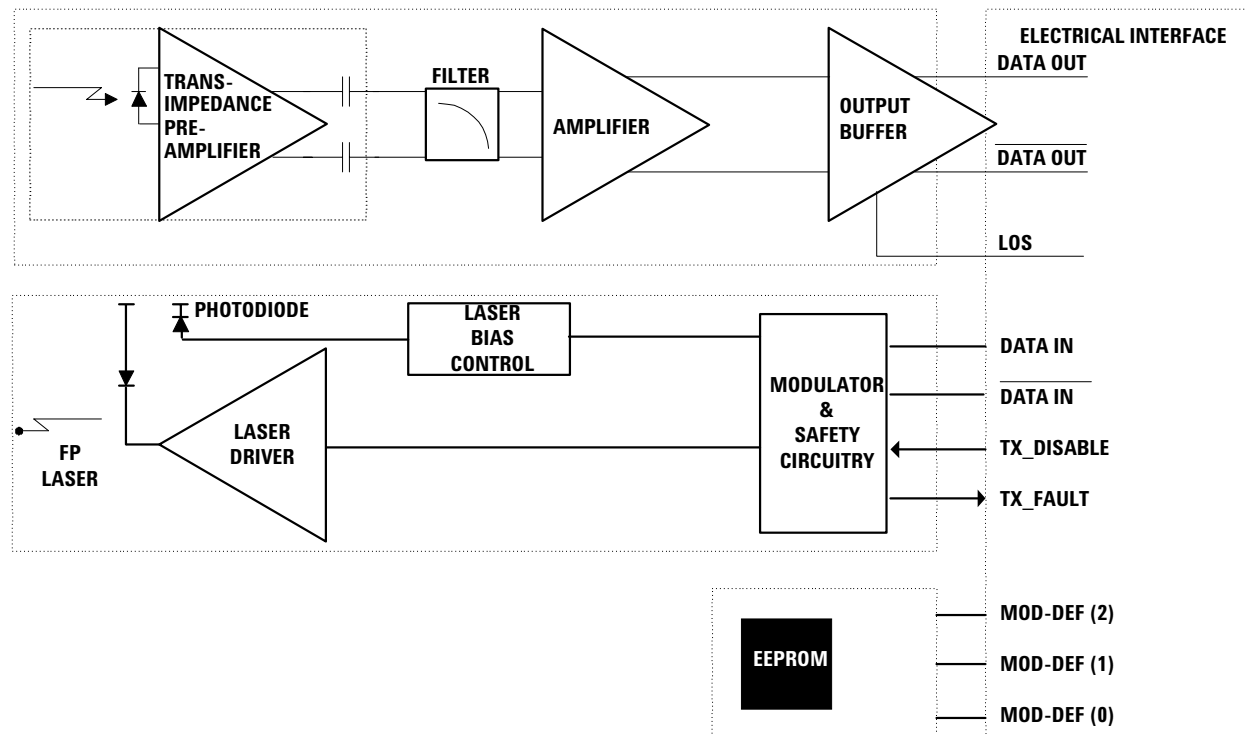 ELECTRICAL INTERFACE
TRANS-
IMPEDANCE
PRE-
AMPLIFIER
FILTER
AMPLIFIER
OUTPUT
BUFFER
DATA OUT
DATA OUT
LOS
PHOTODIODE
LASER
BIAS
CONTROL
FP
LASER
LASER
DRIVER
MODULATOR
&
SAFETY
CIRCUITRY
DATA IN
DATA IN
TX_DISABLE
TX_FAULT
EEPROM
MOD-DEF (2)
MOD-DEF (1)
MOD-DEF (0)